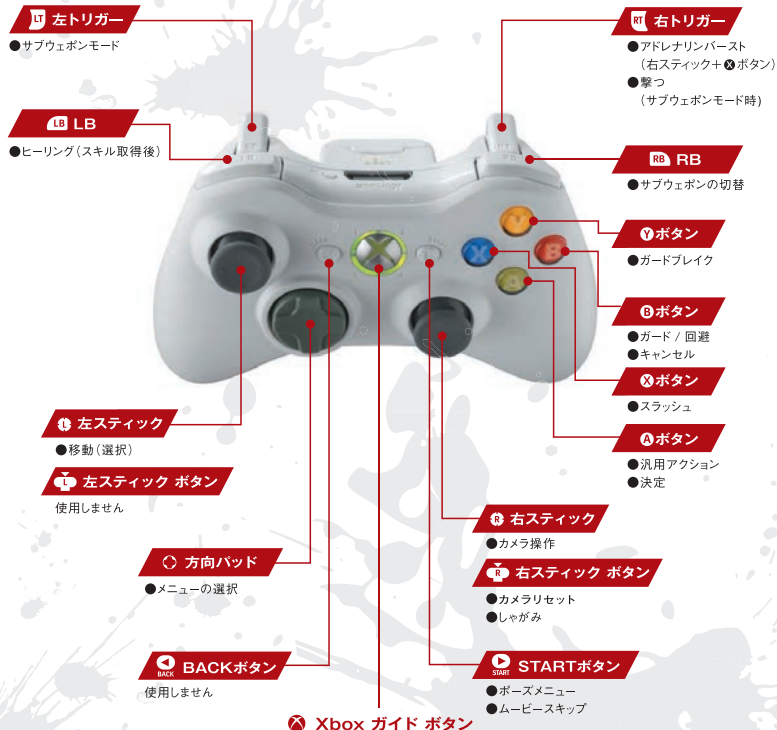 LT 左トリガー
●サブウェポンモード
LB LB
●ヒーリング(スキル取得後)
RT 右トリガー
●アドレナリンバースト
(右スティック+Xボタン)
●撃つ
(サブウェポンモード時)
RB RB
●サブウェポンの切替
Yボタン
●ガードブレイク
Bボタン
●ガード / 回避
●キャンセル
Xボタン
●スラッシュ
Aボタン
●汎用アクション
●決定
L 左スティック
●移動(選択)
L 左スティック ボタン
使用しません
方向パッド
●メニューの選択
BACK BACKボタン
使用しません
R 右スティック
●カメラ操作
R 右スティック ボタン
●カメラリセット
●しゃがみ
START STARTボタン
●ポーズメニュー
●ムービースキップ
Xbox ガイド ボタン
Y
X
B
A